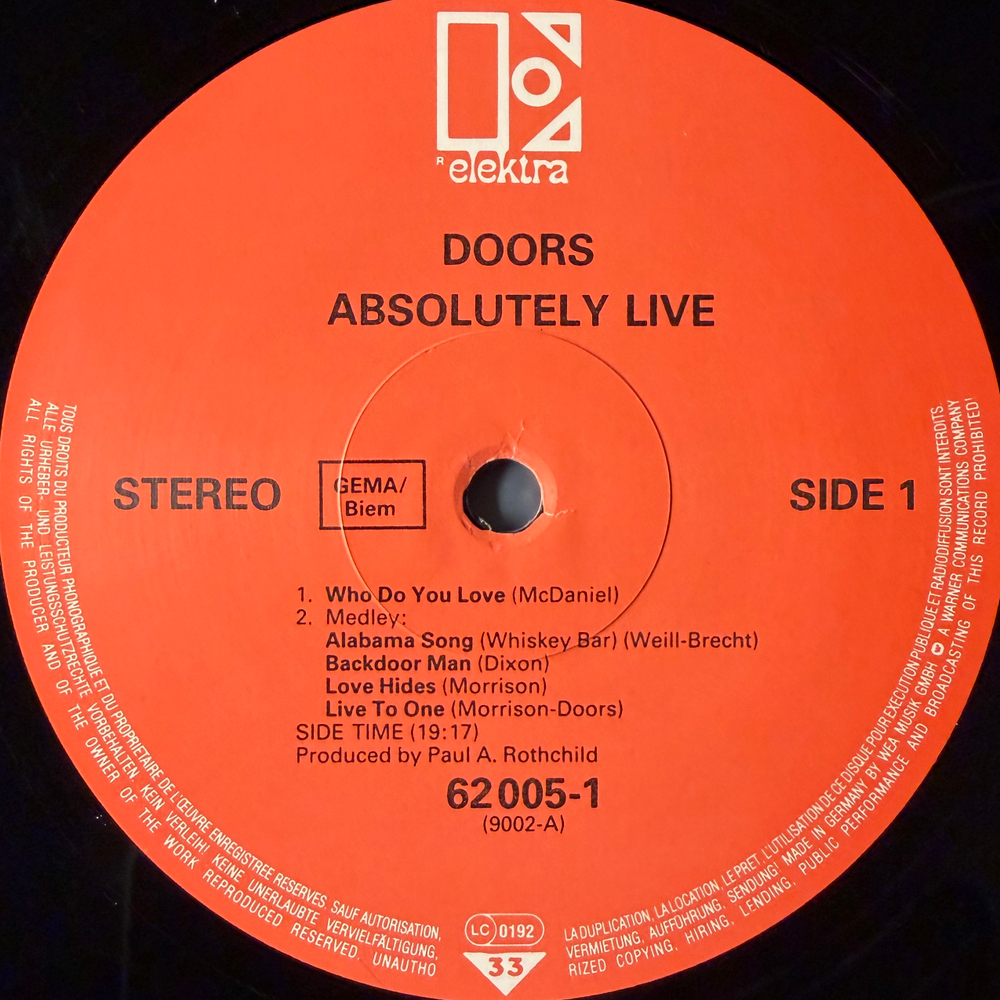 R elektra
DOORS
ABSOLUTELY LIVE
STEREO
GEMA/
Biem
SIDE 1
1. Who Do You Love (McDaniel)
2. Medley:
Alabama Song (Whiskey Bar) (Weill-Brecht)
Backdoor Man (Dixon)
Love Hides (Morrison)
Live To One (Morrison-Doors)
SIDE TIME (19:17)
Produced by Paul A. Rothchild
62005-1
(9002-A)
LC 0192
33
TOUS DROITS DU PRODUCTEUR PHONOGRAPHIQUE ET DU PROPRIETAIRE DE L'ŒUVRE ENREGISTREE RESERVES. SAUF AUTORISATION, LA DUPLICATION, LA LOCATION, LE PRET, L'UTILISATION DE CE DISQUE POUR EXECUTION PUBLIQUE ET RADIODIFFUSION SONT INTERDITS.
ALLE URHEBER- UND LEISTUNGSSCHUTZRECHTE VORBEHALTEN. KEIN VERLEIH! KEINE UNERLAUBTE VERVIELFÄLTIGUNG, VERMIETUNG, AUFFÜHRUNG, SENDUNG! MADE IN GERMANY BY WEA MUSIK GMBH A WARNER COMMUNICATIONS COMPANY
ALL RIGHTS OF THE PRODUCER AND OF THE OWNER OF THE WORK REPRODUCED RESERVED. UNAUTHORIZED COPYING, HIRING, LENDING, PUBLIC PERFORMANCE AND BROADCASTING OF THIS RECORD PROHIBITED!